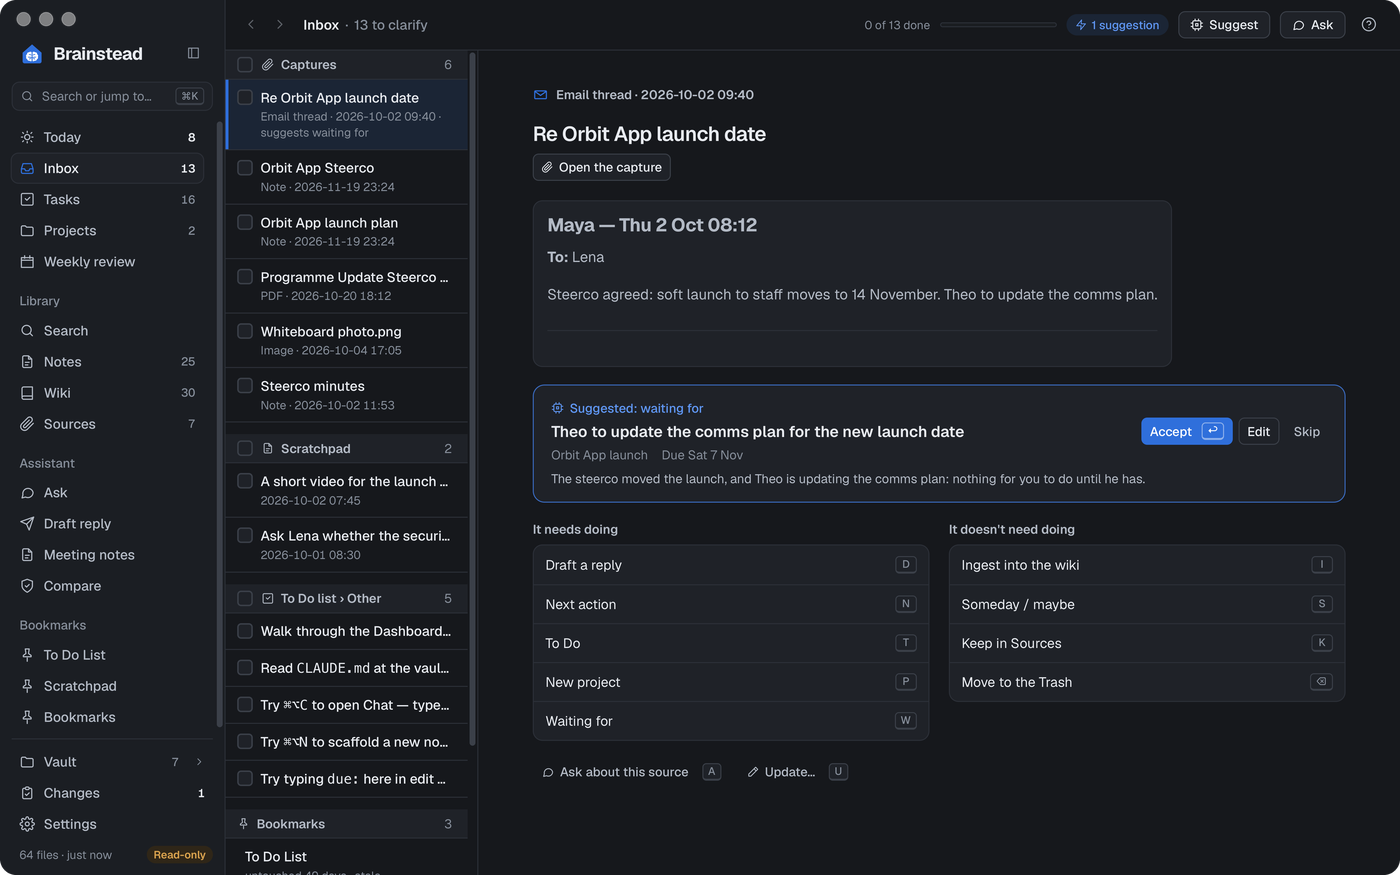 Brainstead
Search or jump to... ⌘K
Today 8
Inbox 13
Tasks 16
Projects 2
Weekly review
Library
Search
Notes 25
Wiki 30
Sources 7
Assistant
Ask
Draft reply
Meeting notes
Compare
Bookmarks
To Do List
Scratchpad
Bookmarks
Vault 7
Changes 1
Settings
64 files · just now Read-only
Inbox · 13 to clarify
0 of 13 done
1 suggestion
Suggest
Ask
Captures 6
Re Orbit App launch date
Email thread · 2026-10-02 09:40 ·
suggests waiting for
Orbit App Steerco
Note · 2026-11-19 23:24
Orbit App launch plan
Note · 2026-11-19 23:24
Programme Update Steerco ...
PDF · 2026-10-20 18:12
Whiteboard photo.png
Image · 2026-10-04 17:05
Steerco minutes
Note · 2026-10-02 11:53
Scratchpad 2
A short video for the launch ...
2026-10-02 07:45
Ask Lena whether the securi...
2026-10-01 08:30
To Do list › Other 5
Walk through the Dashboard...
Read CLAUDE.md at the vaul...
Try ⌘⌥C to open Chat — type...
Try ⌘⌥N to scaffold a new no...
Try typing due: here in edit ...
Bookmarks 3
To Do List
Email thread · 2026-10-02 09:40
Re Orbit App launch date
Open the capture
Maya — Thu 2 Oct 08:12
To: Lena
Steerco agreed: soft launch to staff moves to 14 November. Theo to update the comms plan.
Suggested: waiting for
Theo to update the comms plan for the new launch date
Orbit App launch Due Sat 7 Nov
The steerco moved the launch, and Theo is updating the comms plan: nothing for you to do until he has.
Accept
Edit
Skip
It needs doing
Draft a reply D
Next action N
To Do T
New project P
Waiting for W
It doesn't need doing
Ingest into the wiki I
Someday / maybe S
Keep in Sources K
Move to the Trash
Ask about this source A
Update... U